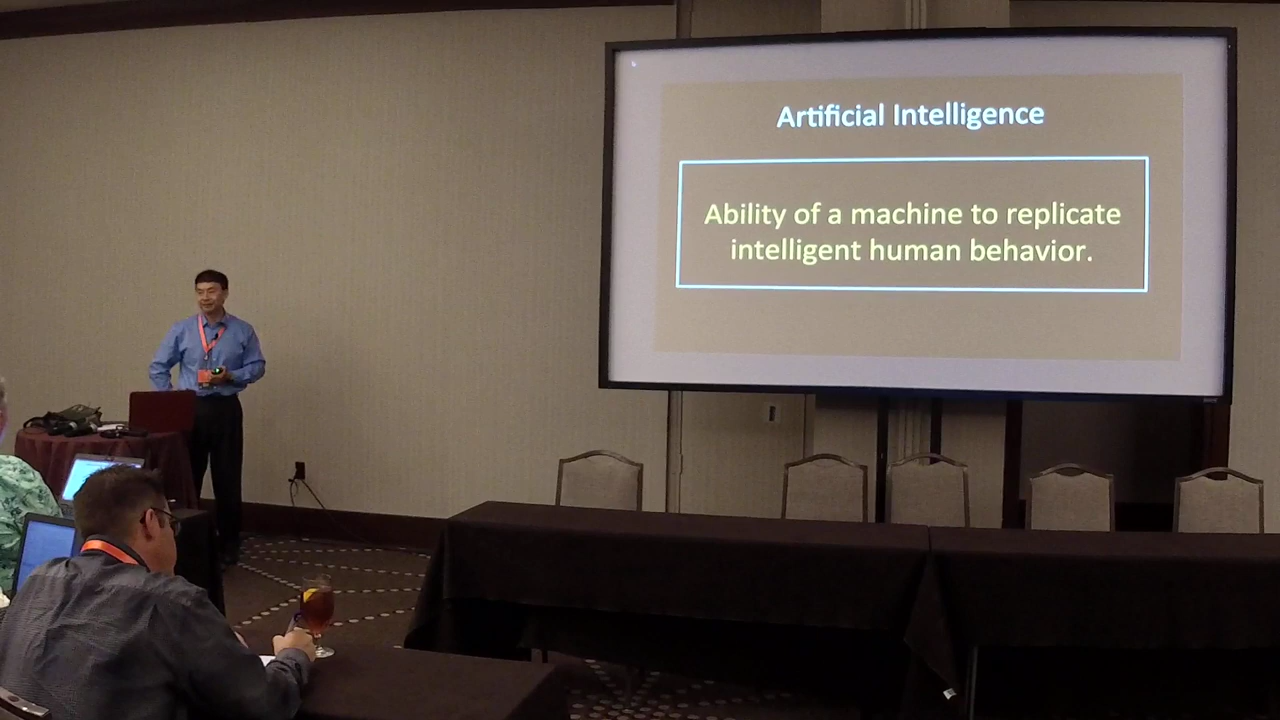 Artificial Intelligence
Ability of a machine to replicate
intelligent human behavior.